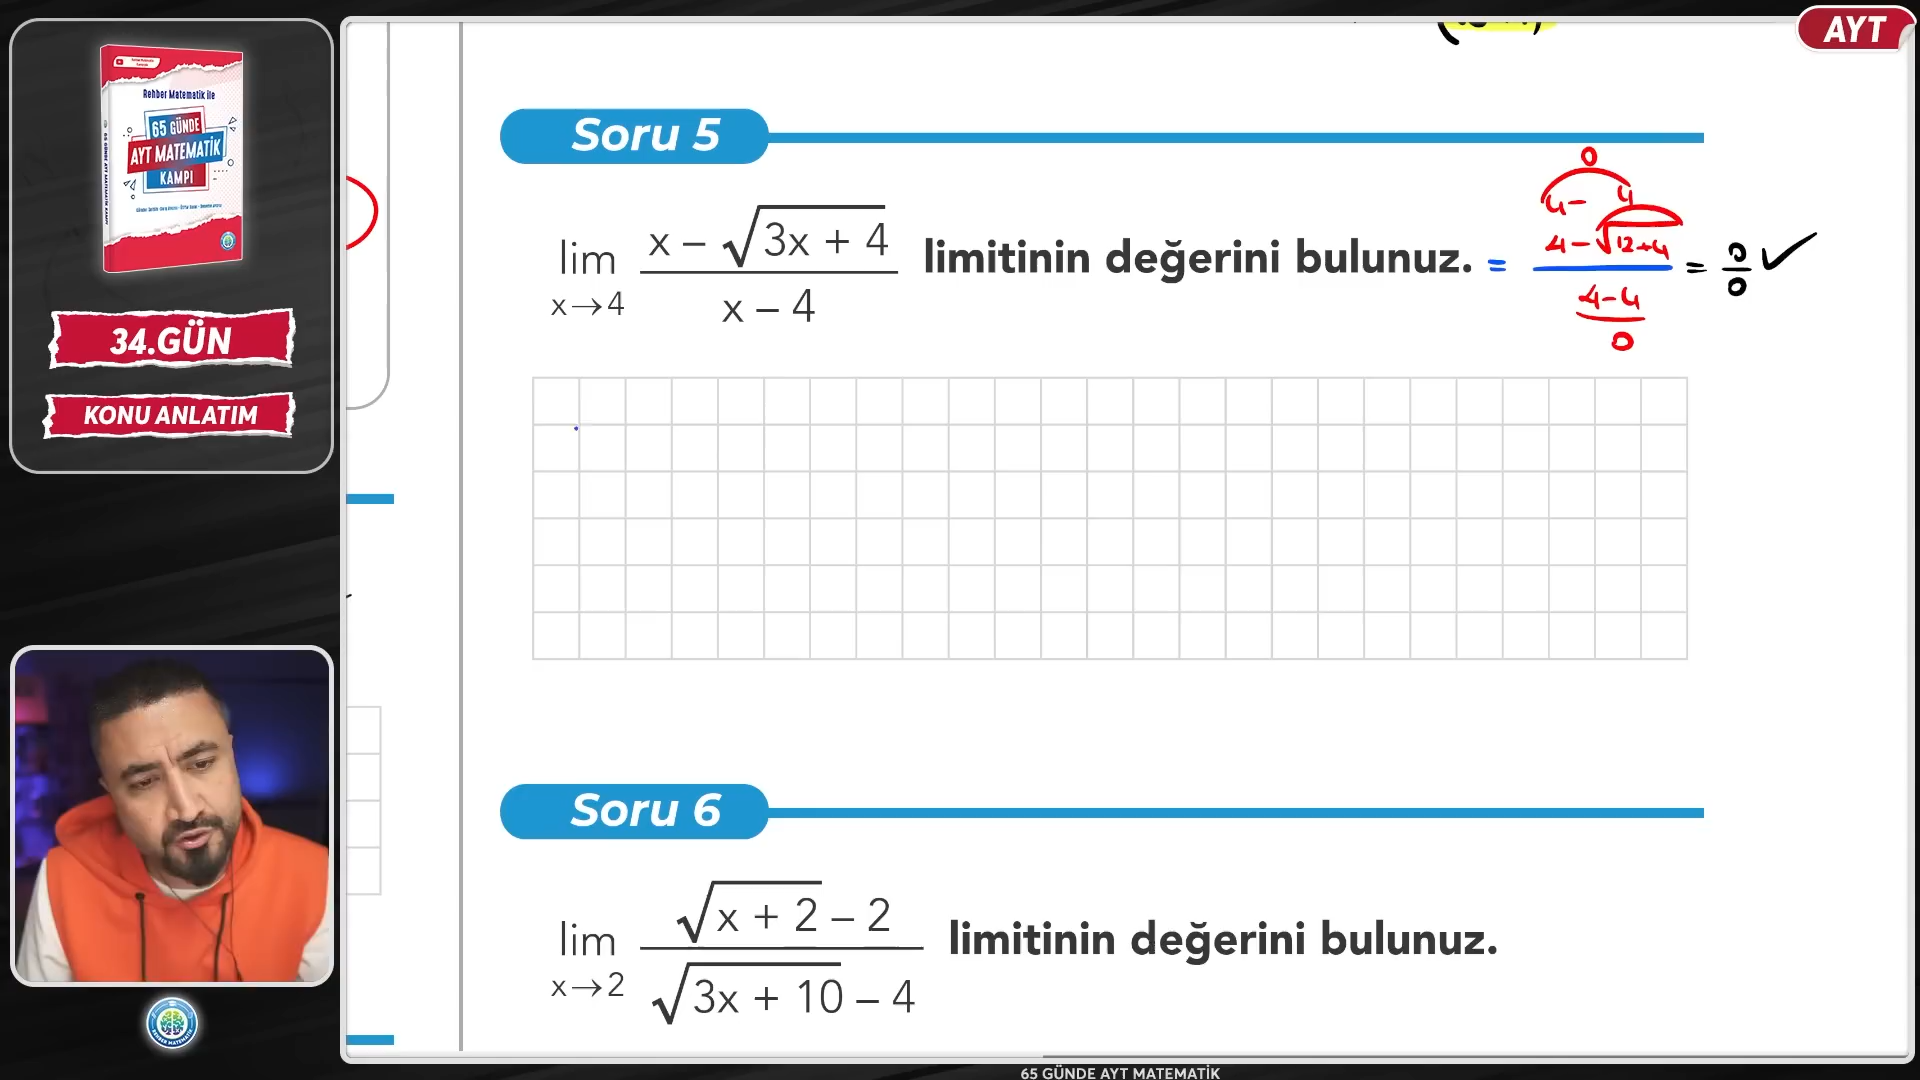 AYT
Rehber Matematik ile
65 GÜNDE
AYT MATEMATİK
KAMPI
34.GÜN
KONU ANLATIM
Soru 5
lim x→4 (x – √(3x + 4)) / (x – 4) limitinin değerini bulunuz.
0
4 – 4
= (4 – √(12+4)) / (4 – 4) = 0/0 ✓
0
Soru 6
lim x→2 (√(x + 2) – 2) / (√(3x + 10) – 4) limitinin değerini bulunuz.
REHBER MATEMATİK
65 GÜNDE AYT MATEMATİK